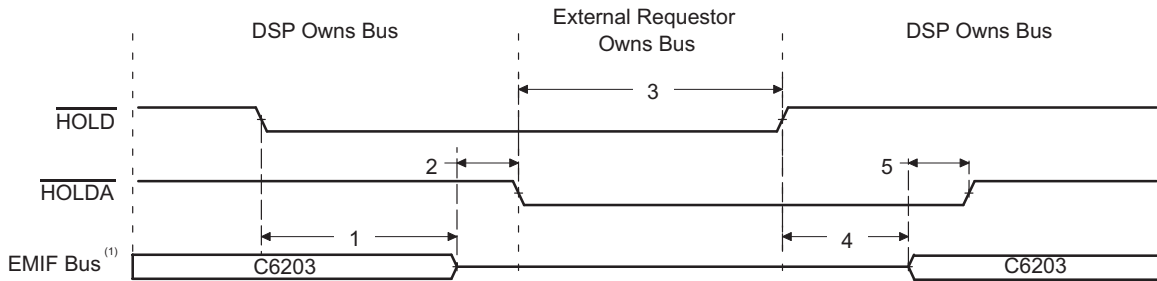 DSP Owns Bus
External Requestor
Owns Bus
DSP Owns Bus
3
HOLD
2
5
HOLDA
1
4
EMIF Bus (1)
C6203
C6203